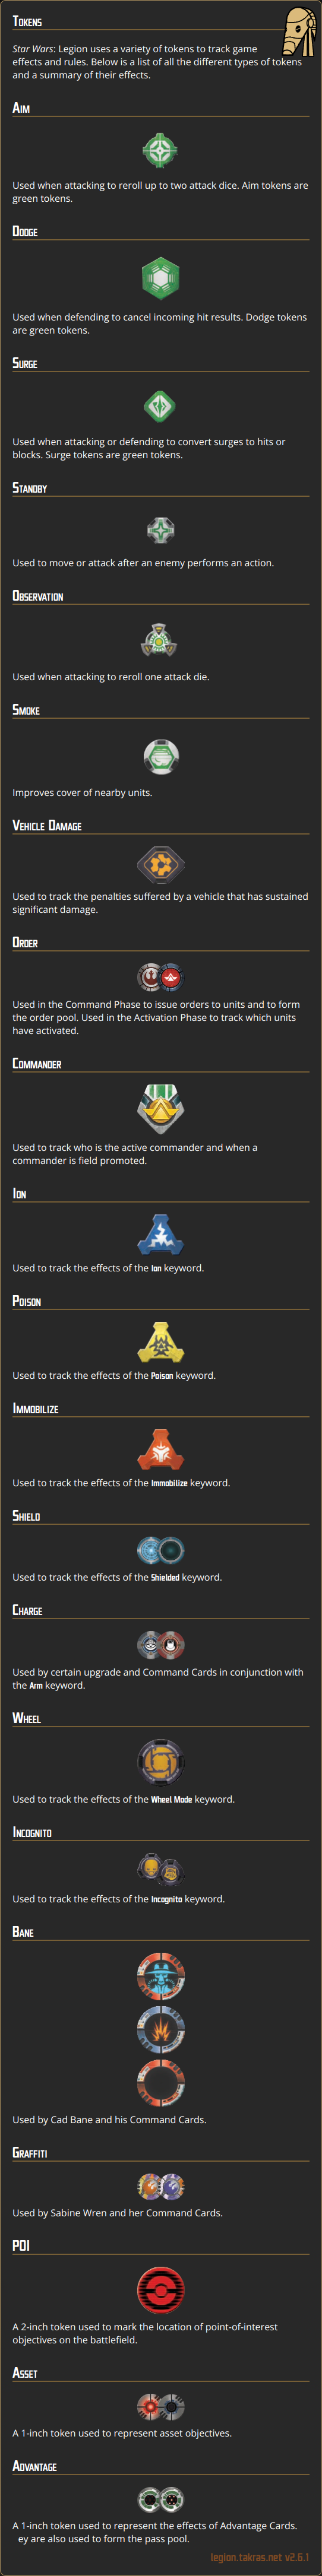 Tokens
Star Wars: Legion uses a variety of tokens to track game
effects and rules. Below is a list of all the different types of tokens
and a summary of their effects.
Aim
Used when attacking to reroll up to two attack dice. Aim tokens are
green tokens.
Dodge
Used when defending to cancel incoming hit results. Dodge tokens
are green tokens.
Surge
Used when attacking or defending to convert surges to hits or
blocks. Surge tokens are green tokens.
Standby
Used to move or attack after an enemy performs an action.
Observation
Used when attacking to reroll one attack die.
Smoke
Improves cover of nearby units.
Vehicle Damage
Used to track the penalties suffered by a vehicle that has sustained
significant damage.
Order
Used in the Command Phase to issue orders to units and to form
the order pool. Used in the Activation Phase to track which units
have activated.
Commander
Used to track who is the active commander and when a
commander is field promoted.
Ion
Used to track the effects of the Ion keyword.
Poison
Used to track the effects of the Poison keyword.
Immobilize
Used to track the effects of the Immobilize keyword.
Shield
Used to track the effects of the Shielded keyword.
Charge
Used by certain upgrade and Command Cards in conjunction with
the Arm keyword.
Wheel
Used to track the effects of the Wheel Mode keyword.
Incognito
Used to track the effects of the Incognito keyword.
Bane
Used by Cad Bane and his Command Cards.
Graffiti
Used by Sabine Wren and her Command Cards.
POI
A 2-inch token used to mark the location of point-of-interest
objectives on the battlefield.
Asset
A 1-inch token used to represent asset objectives.
Advantage
A 1-inch token used to represent the effects of Advantage Cards.
ey are also used to form the pass pool.
legion.takras.net v2.6.1